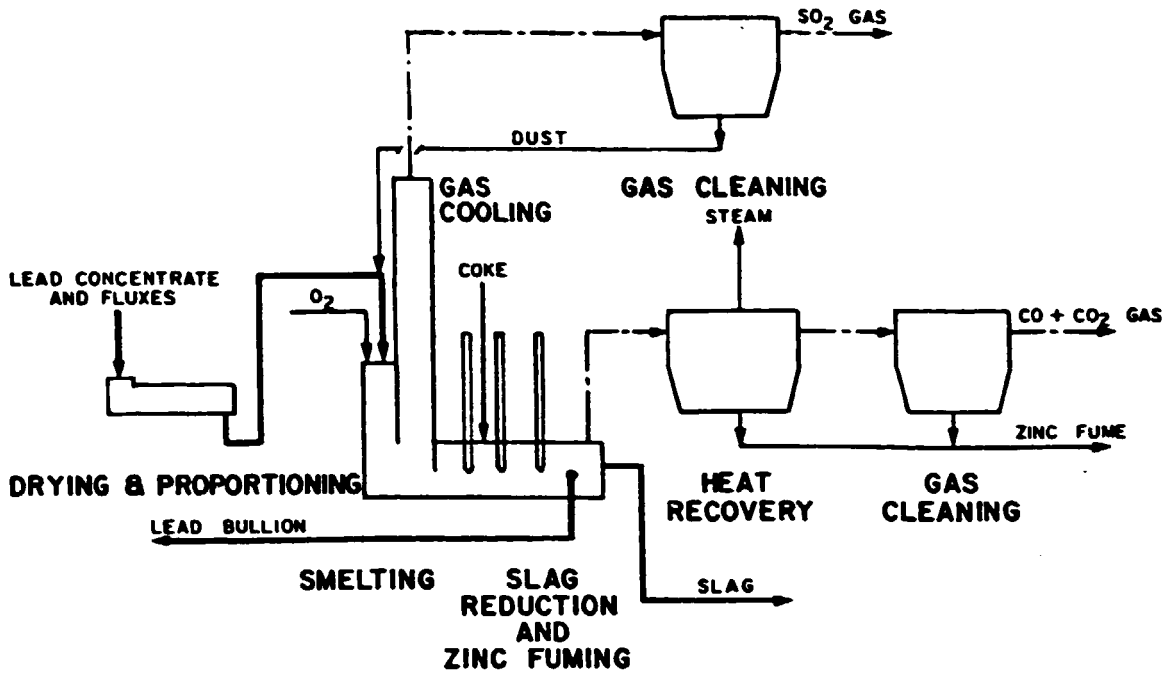 SO2 GAS
DUST
GAS
COOLING
GAS CLEANING
STEAM
LEAD CONCENTRATE
AND FLUXES
O2
COKE
CO + CO2 GAS
ZINC FUME
DRYING & PROPORTIONING
HEAT
RECOVERY
GAS
CLEANING
LEAD BULLION
SMELTING
SLAG
REDUCTION
AND
ZINC FUMING
SLAG